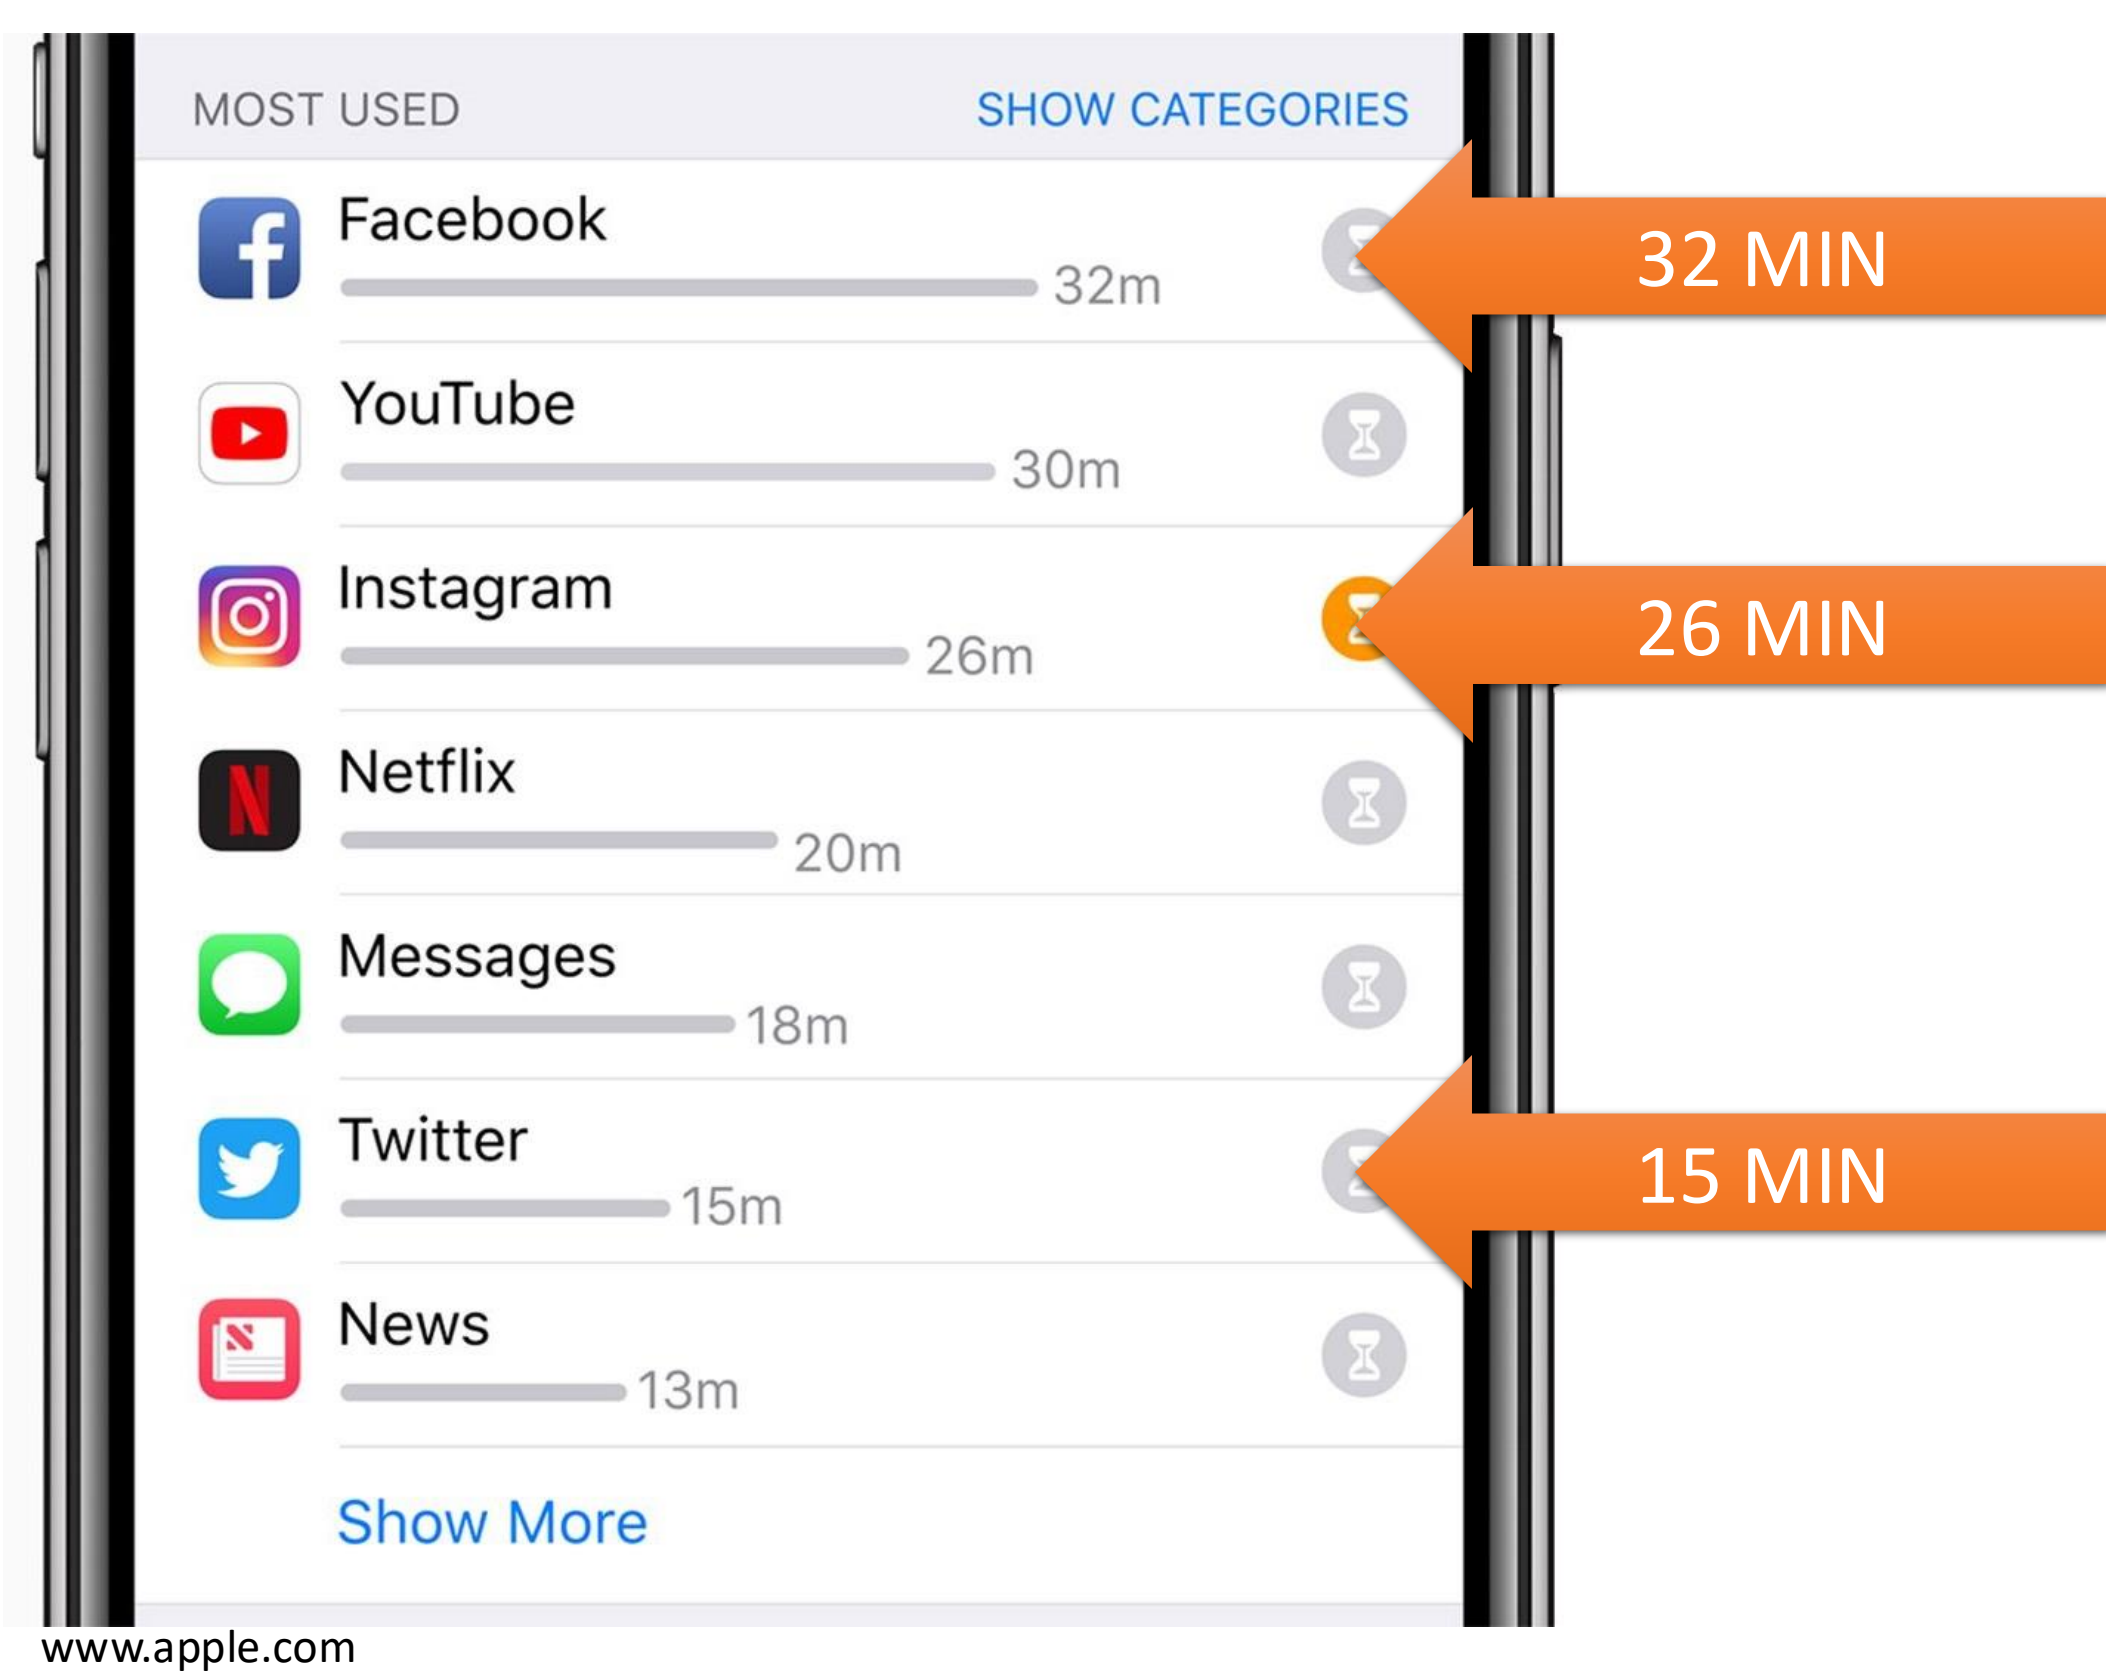 MOST USED SHOW CATEGORIES
Facebook
32m
32 MIN
YouTube
30m
Instagram
26m
26 MIN
Netflix
20m
Messages
18m
Twitter
15m
15 MIN
News
13m
Show More
www.apple.com